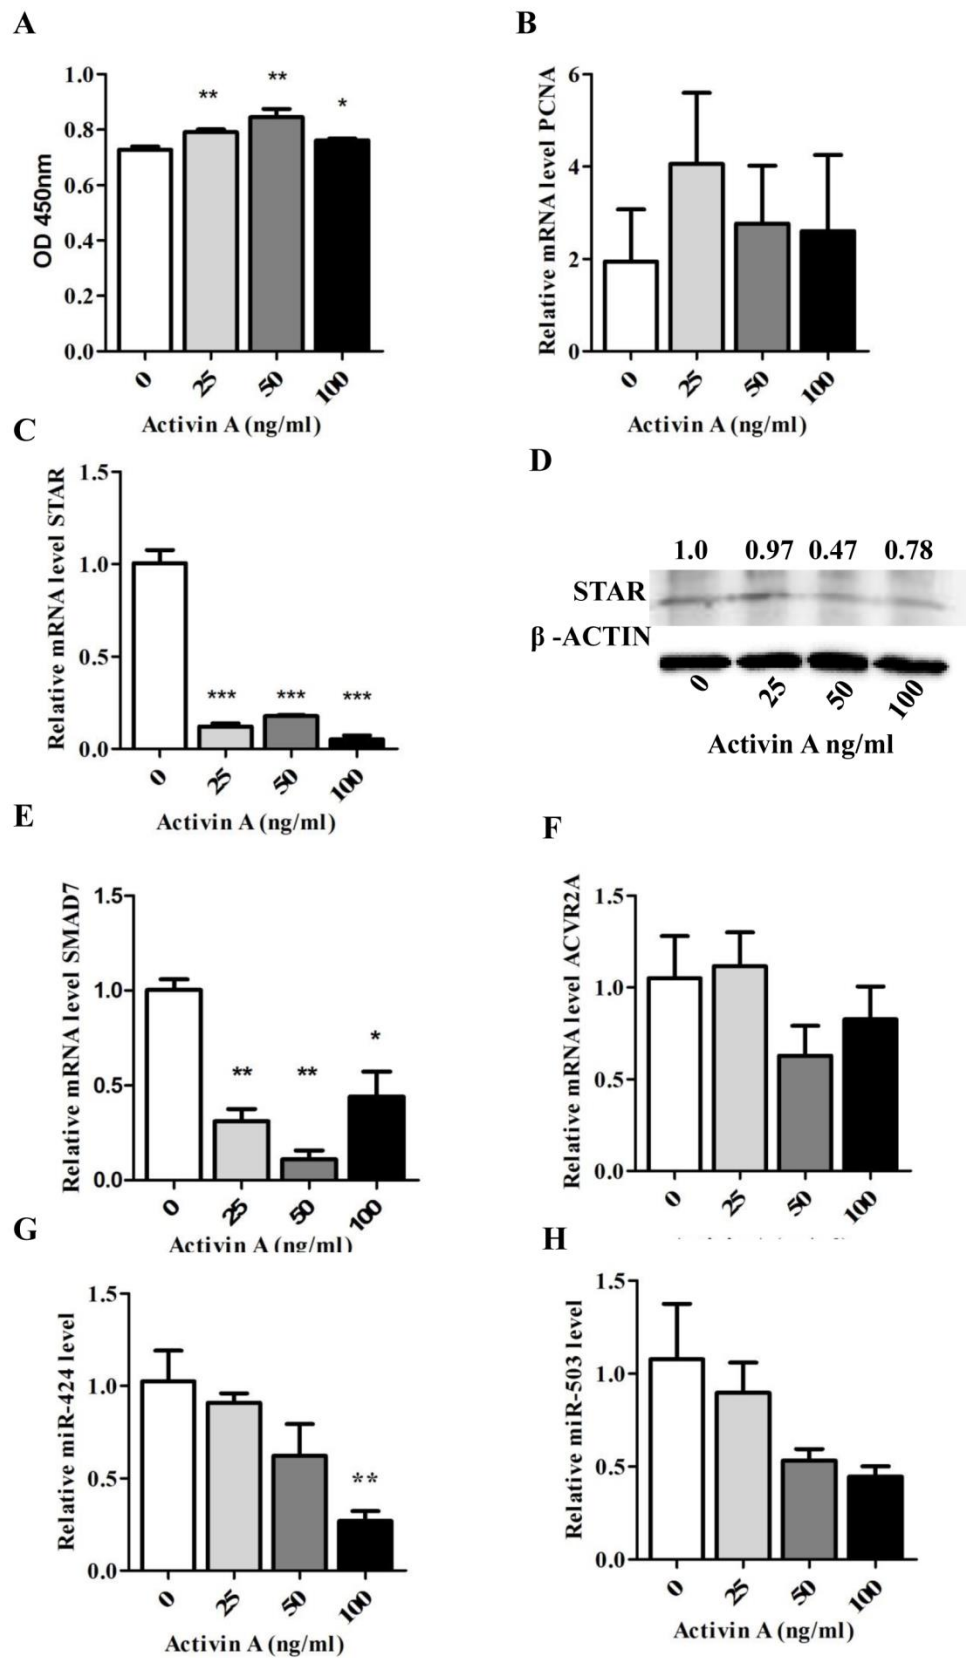 A
OD 450nm
1.0
0.8
0.6
0.4
0.2
0.0
**
**
*
0 25 50 100
Activin A (ng/ml)
B
Relative mRNA level PCNA
6
4
2
0
0 25 50 100
Activin A (ng/ml)
C
Relative mRNA level STAR
1.5
1.0
0.5
0.0
*** *** ***
0 25 50 100
Activin A (ng/ml)
D
1.0 0.97 0.47 0.78
STAR
β -ACTIN
0 25 50 100
Activin A ng/ml
E
Relative mRNA level SMAD7
1.5
1.0
0.5
0.0
** ** *
0 25 50 100
Activin A (ng/ml)
F
Relative mRNA level ACVR2A
1.5
1.0
0.5
0.0
0 25 50 100
G
Relative miR-424 level
1.5
1.0
0.5
0.0
**
0 25 50 100
Activin A (ng/ml)
H
Relative miR-503 level
1.5
1.0
0.5
0.0
0 25 50 100
Activin A (ng/ml)